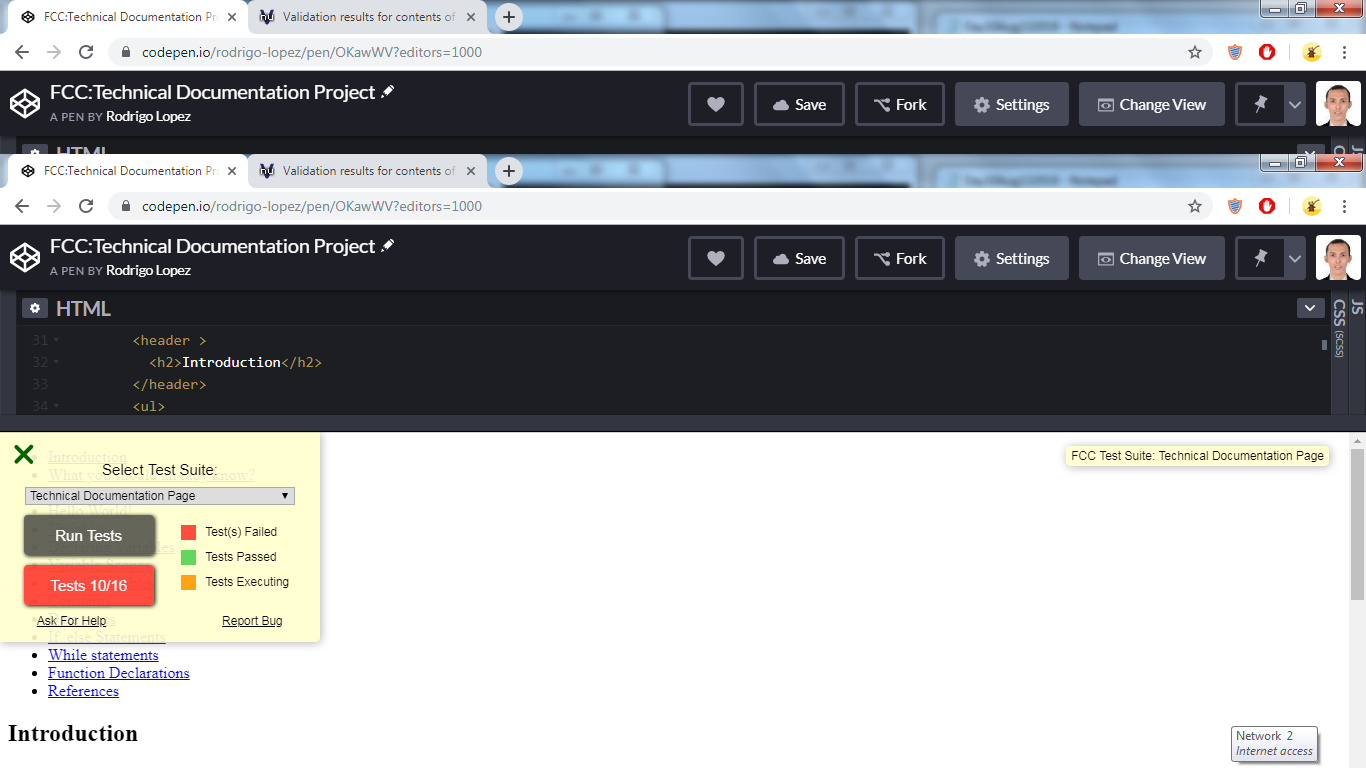 FCC:Technical Documentation Pr
Validation results for contents of
codepen.io/rodrigo-lopez/pen/OKawWV?editors=1000
FCC:Technical Documentation Project
A PEN BY Rodrigo Lopez
Save
Fork
Settings
Change View
HTML
FCC:Technical Documentation Pr
Validation results for contents of
codepen.io/rodrigo-lopez/pen/OKawWV?editors=1000
FCC:Technical Documentation Project
A PEN BY Rodrigo Lopez
Save
Fork
Settings
Change View
HTML
CSS (SCSS)
JS
31 <header >
32 <h2>Introduction</h2>
33 </header>
34 <ul>
Introduction
Select Test Suite:
What you should already know?
Technical Documentation Page
Hello World!
Run Tests
Tests 10/16
Test(s) Failed
Tests Passed
Tests Executing
Ask For Help
Report Bug
If..else Statements
While statements
Function Declarations
References
Introduction
FCC Test Suite: Technical Documentation Page
Network 2
Internet access